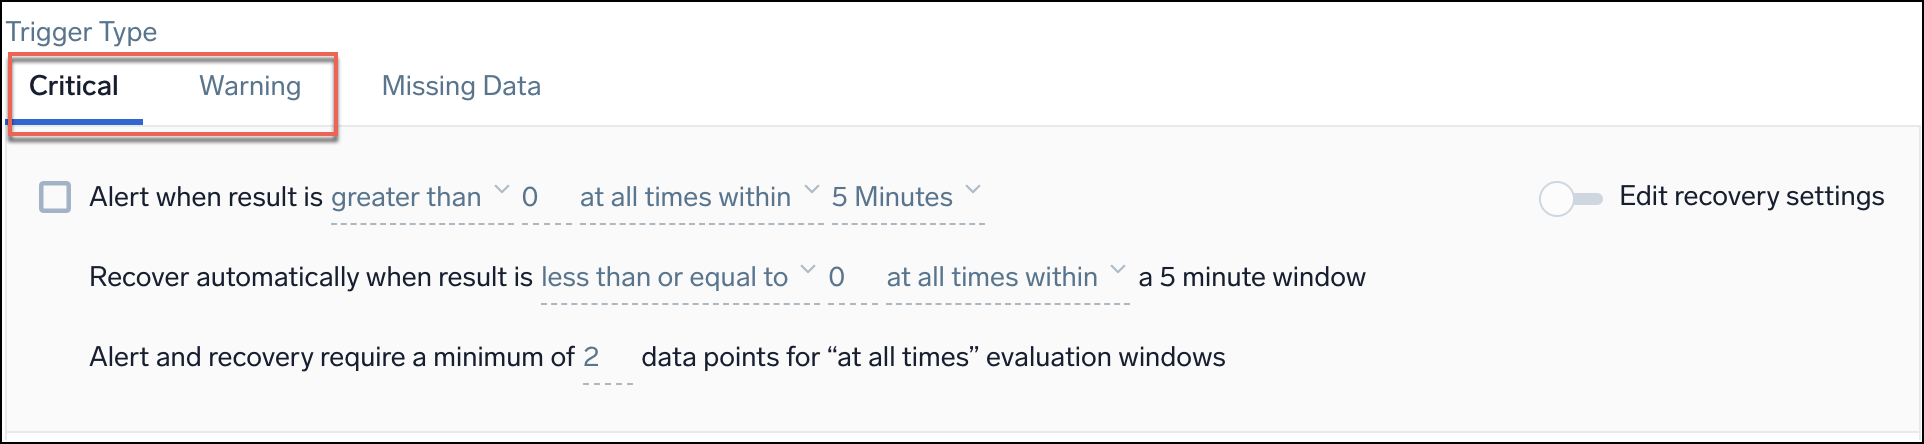 Trigger Type
Critical Warning Missing Data
Alert when result is greater than 0 at all times within 5 Minutes Edit recovery settings
Recover automatically when result is less than or equal to 0 at all times within a 5 minute window
Alert and recovery require a minimum of 2 data points for “at all times” evaluation windows